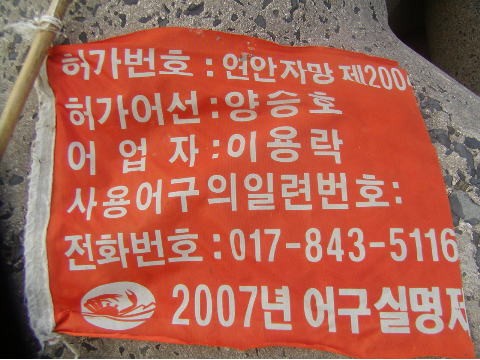 허가번호 : 연안자망 제200
허가어선 : 양승호
어 업 자 : 이용락
사용어구의일련번호:
전화번호 : 017-843-5116
2007년 어구실명제